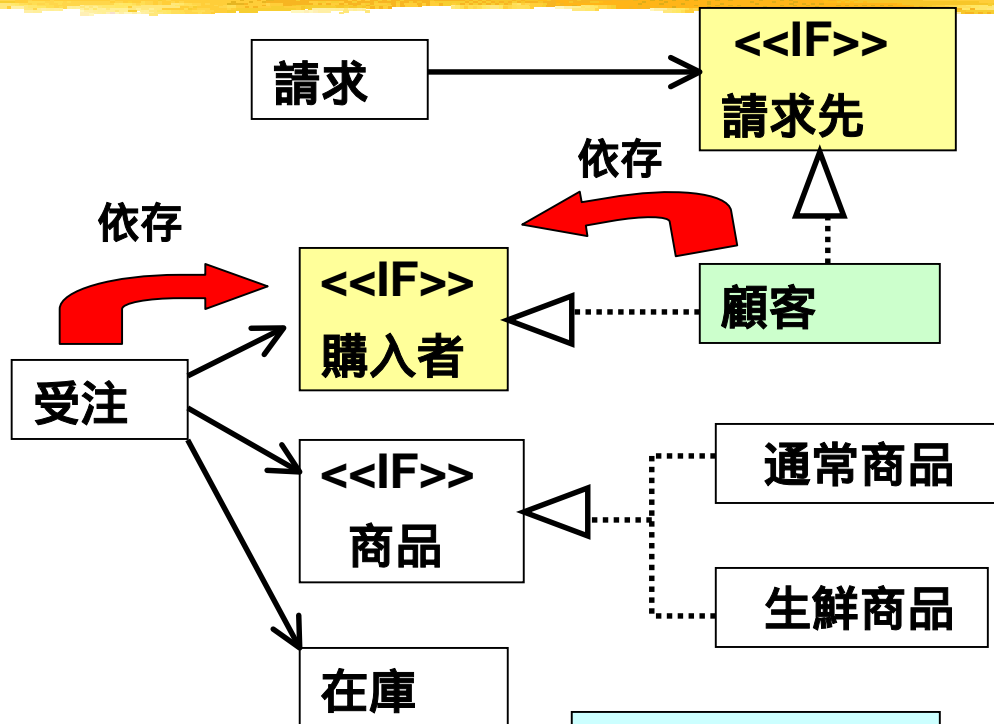 <<IF>>
請求先
請求
依存
依存
<<IF>>
購入者
顧客
受注
<<IF>>
商品
通常商品
生鮮商品
在庫